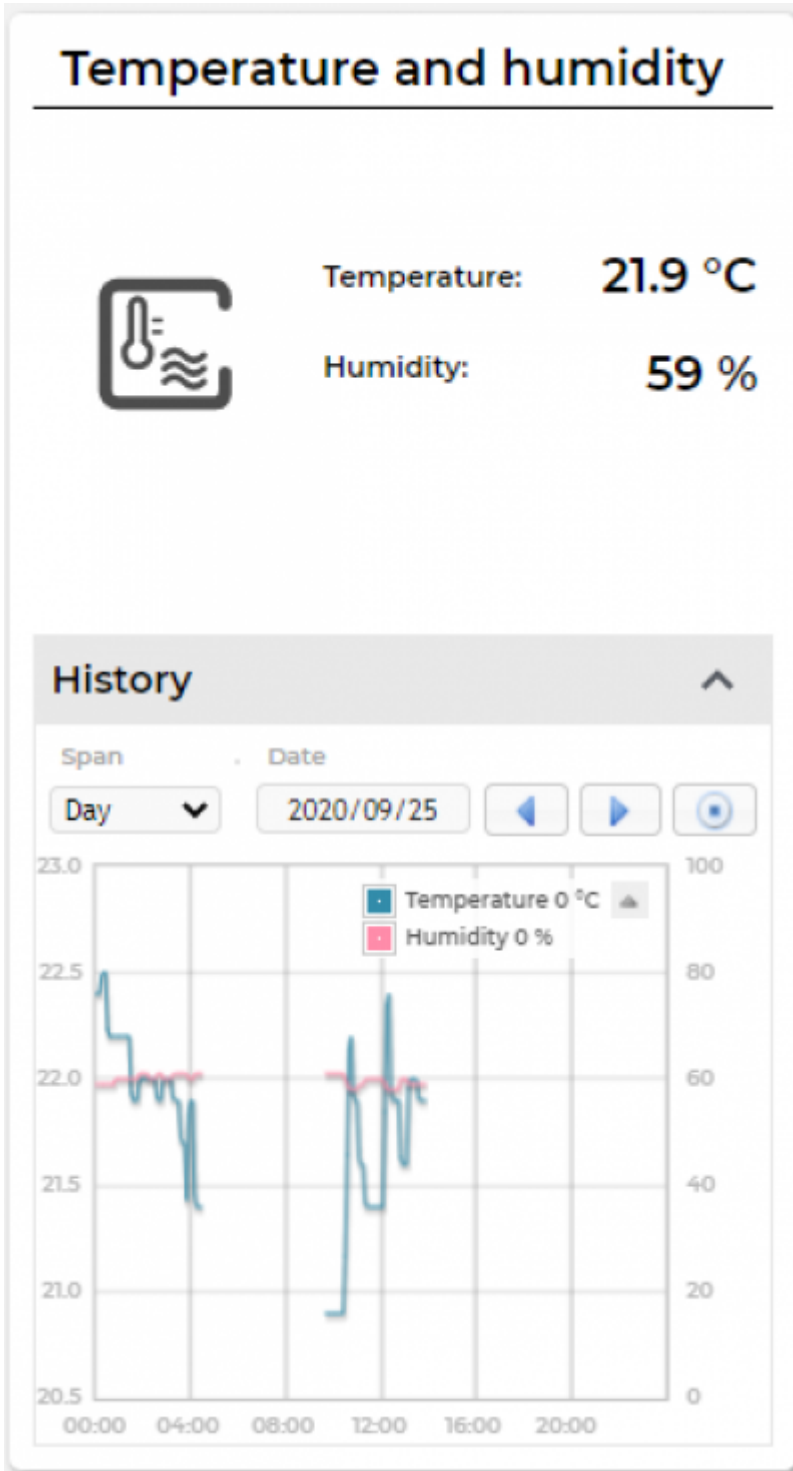 Temperature and humidity
Temperature: 21.9 °C
Humidity: 59 %
History
Span . Date
Day 2020/09/25
23.0 100
Temperature 0 °C
Humidity 0 %
22.5 80
22.0 60
21.5 40
21.0 20
20.5 0
00:00 04:00 08:00 12:00 16:00 20:00